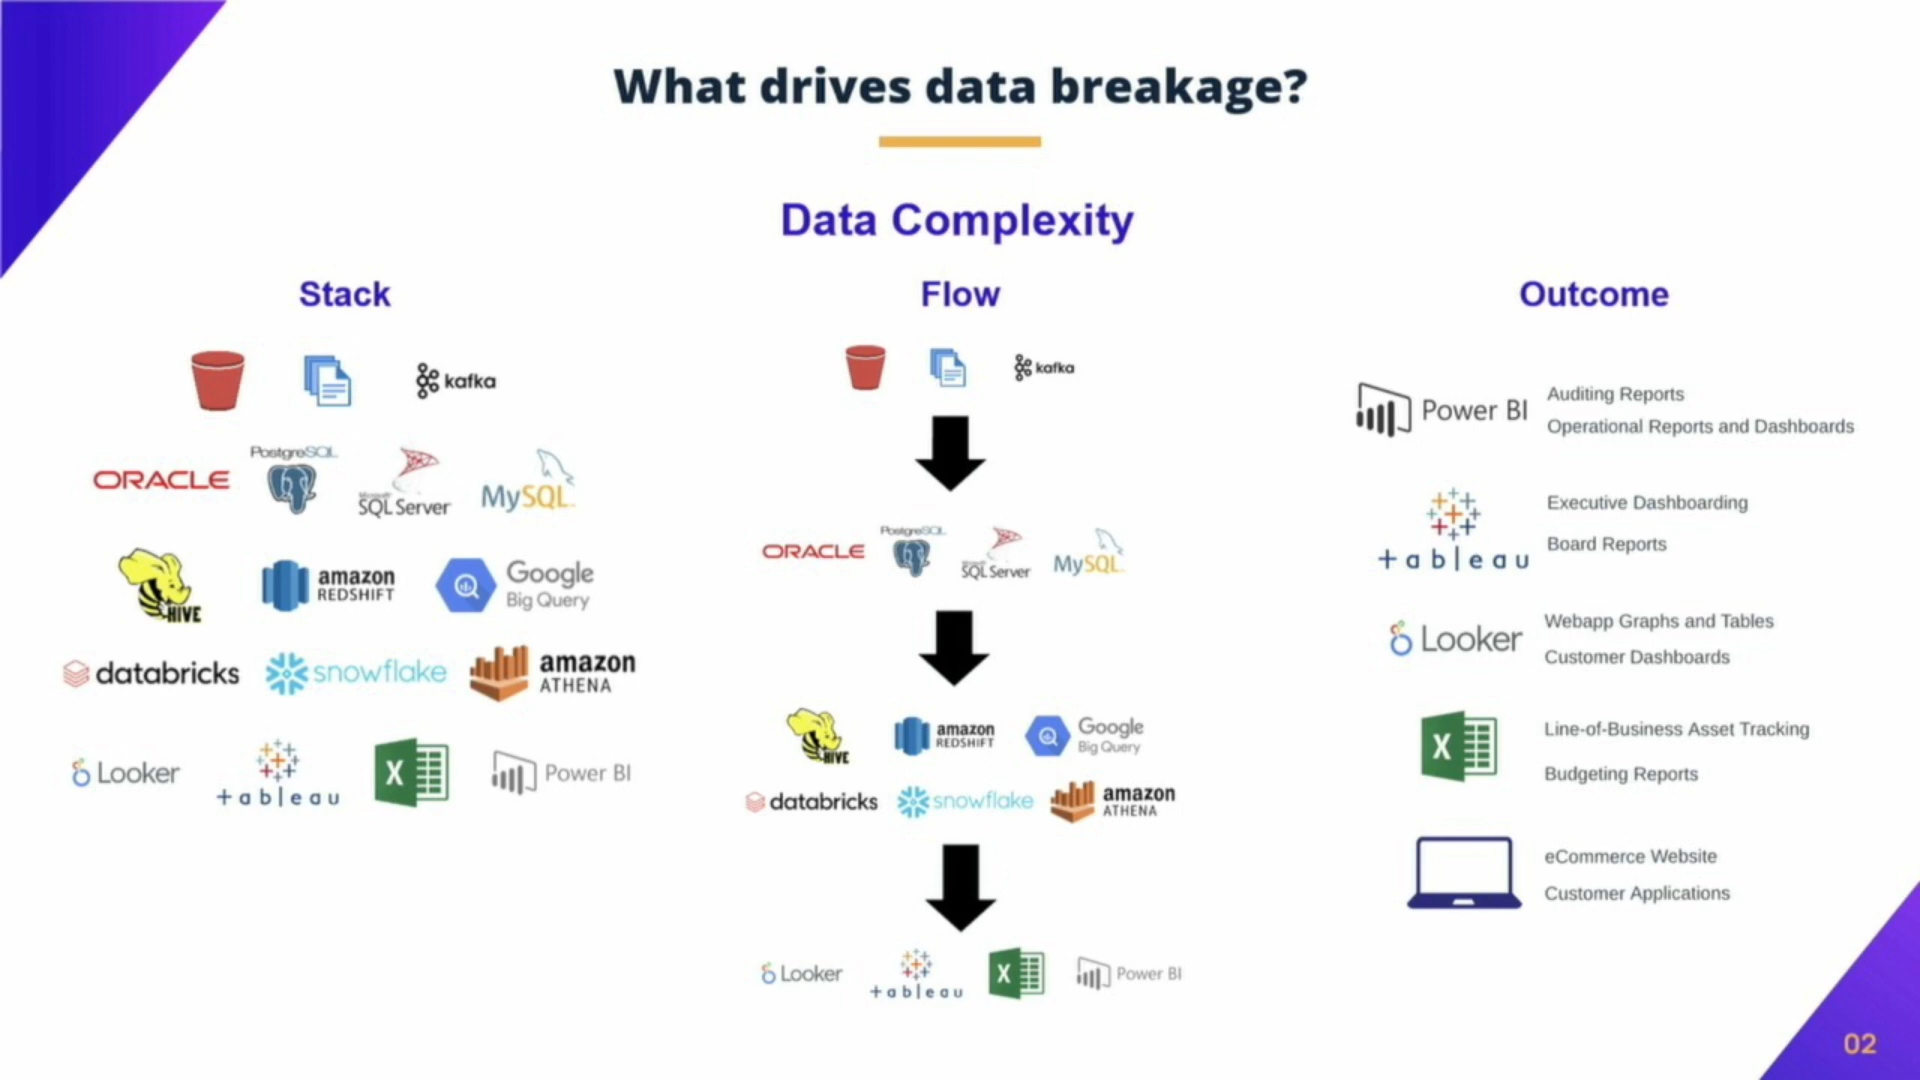 What drives data breakage?
Data Complexity
Stack
kafka
ORACLE
PostgreSQL
Microsoft
SQL Server
MySQL
HIVE
amazon
REDSHIFT
Google
Big Query
databricks
snowflake
amazon
ATHENA
Looker
+ableau
X
Power BI
Flow
kafka
ORACLE
PostgreSQL
SQL Server
MySQL
HIVE
amazon
REDSHIFT
Google
Big Query
databricks
snowflake
amazon
ATHENA
Looker
+ableau
X
Power BI
Outcome
Power BI
Auditing Reports
Operational Reports and Dashboards
+ableau
Executive Dashboarding
Board Reports
Looker
Webapp Graphs and Tables
Customer Dashboards
X
Line-of-Business Asset Tracking
Budgeting Reports
eCommerce Website
Customer Applications
02